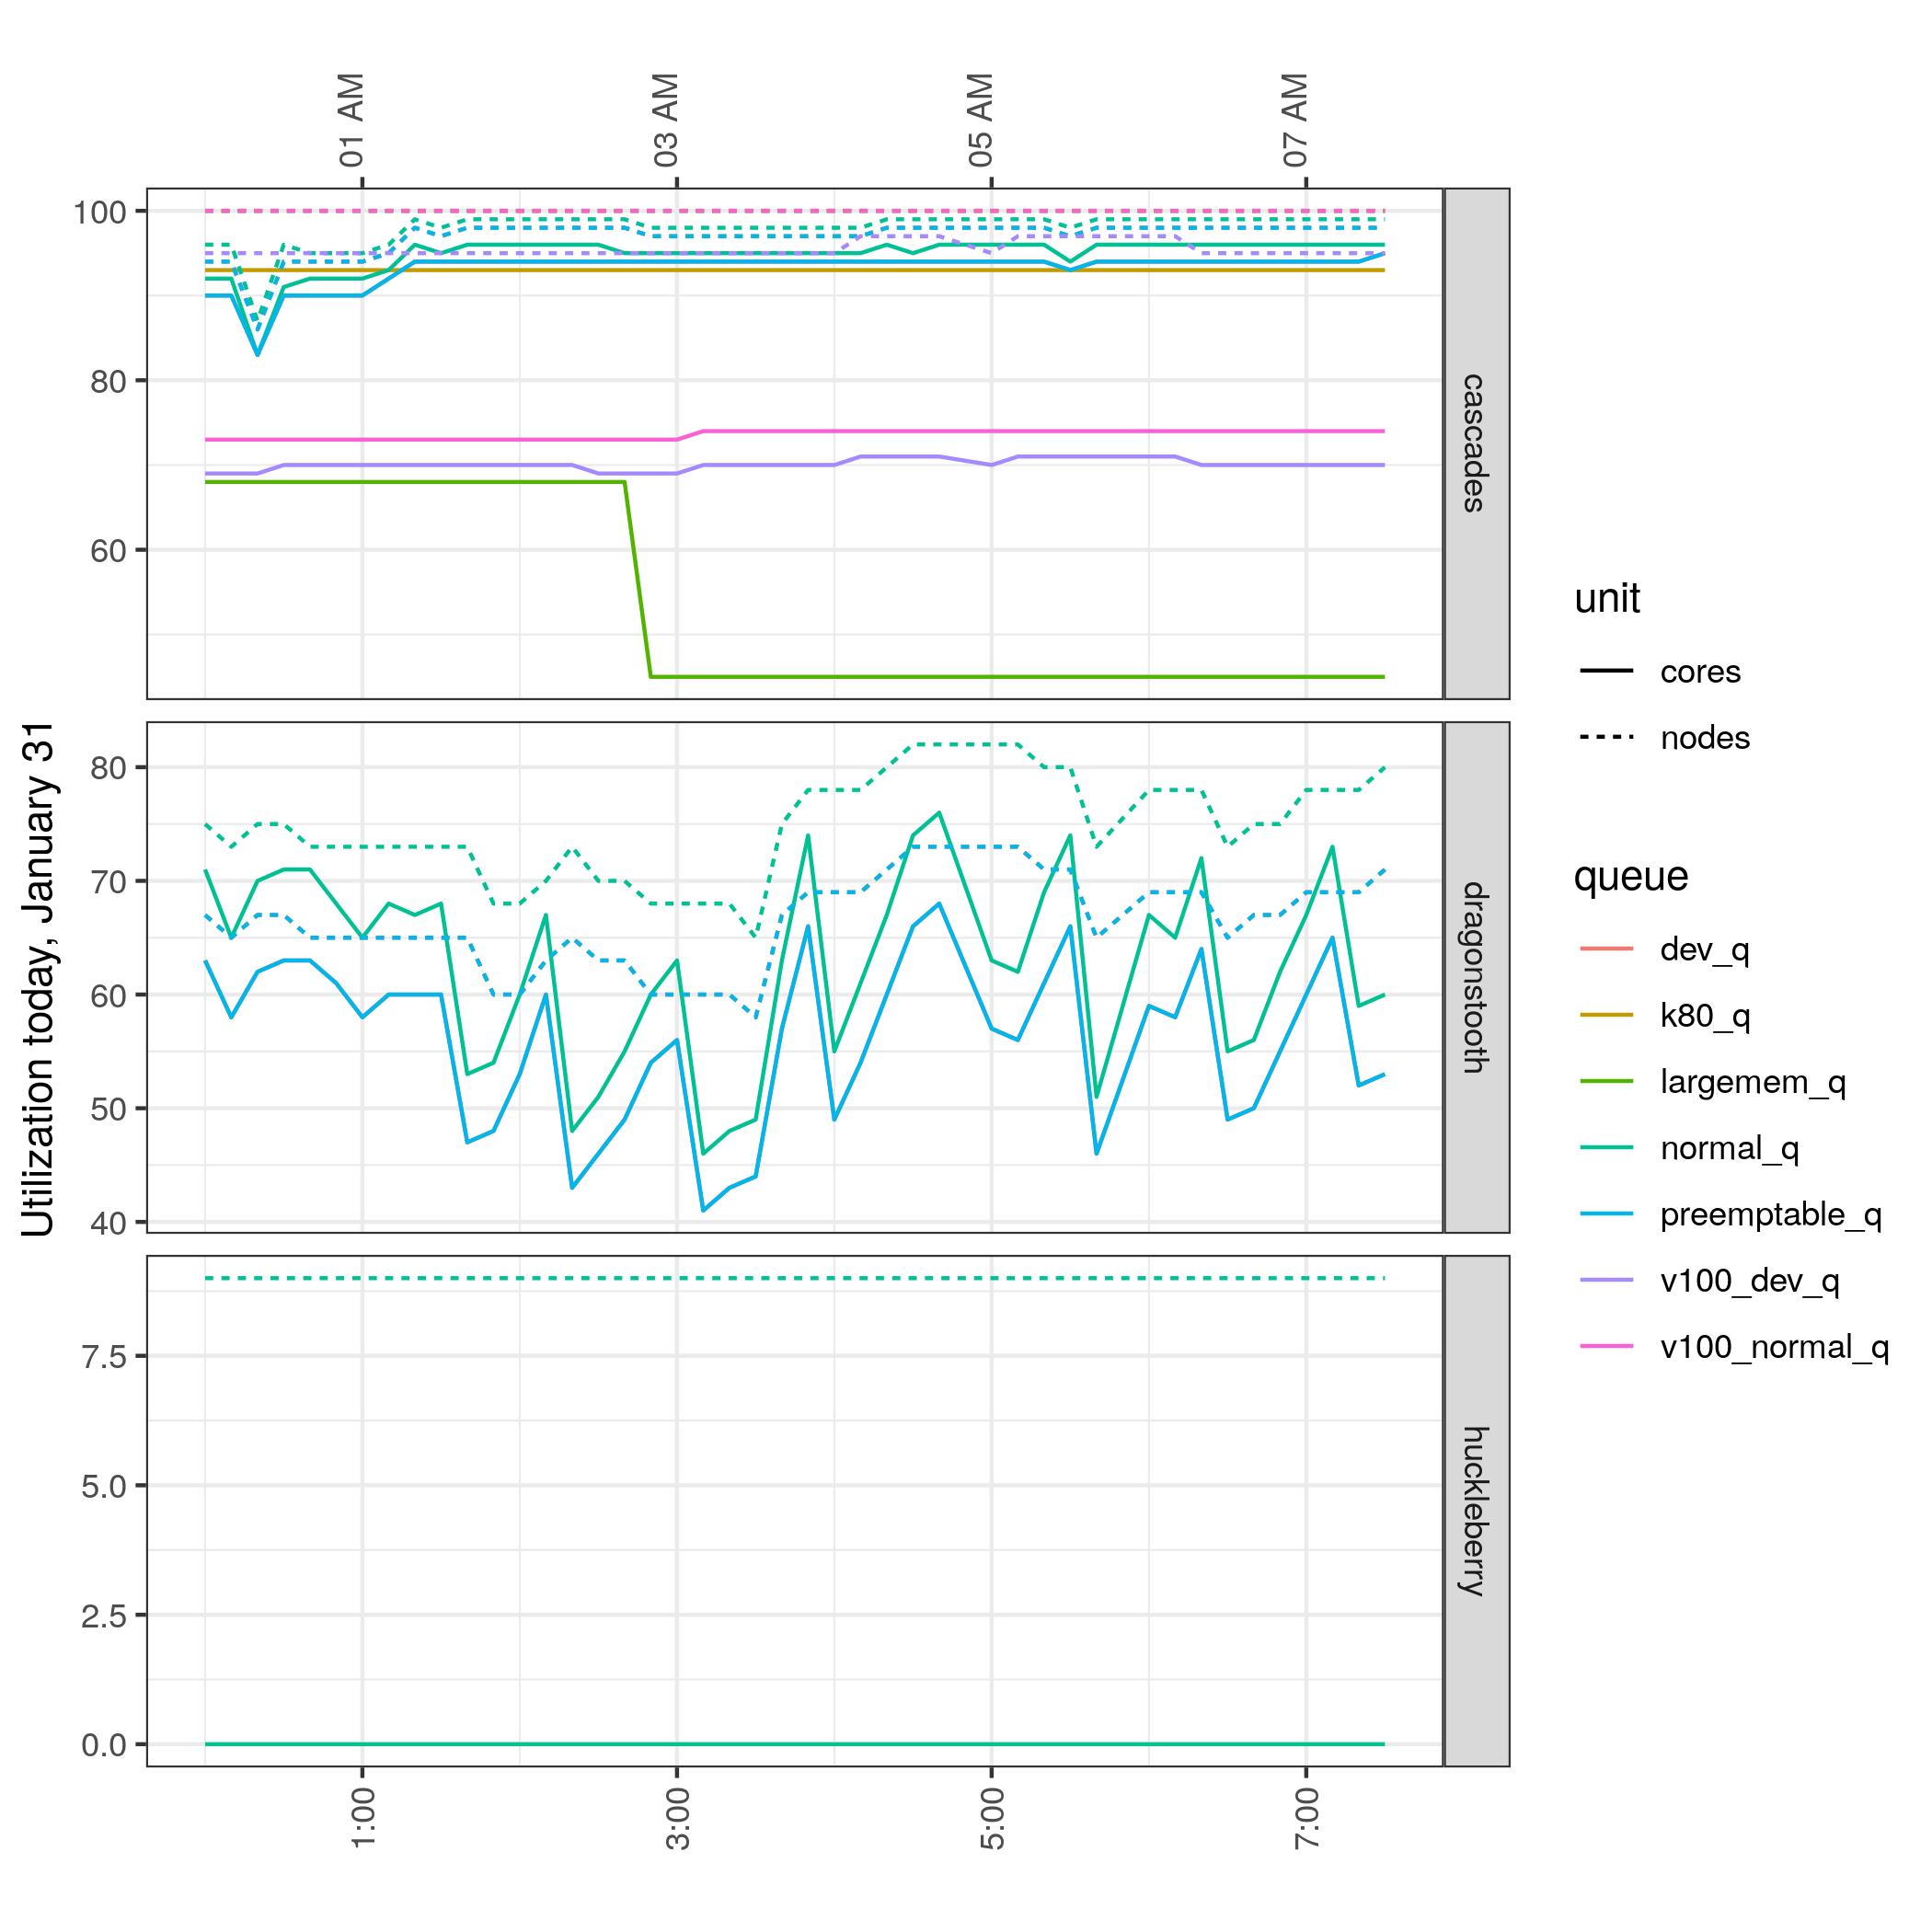 01 AM
03 AM
05 AM
07 AM
100
80
60
cascades
Utilization today, January 31
80
70
60
50
40
dragonstooth
7.5
5.0
2.5
0.0
huckleberry
1:00
3:00
5:00
7:00
unit
cores
nodes
queue
dev_q
k80_q
largemem_q
normal_q
preemptable_q
v100_dev_q
v100_normal_q